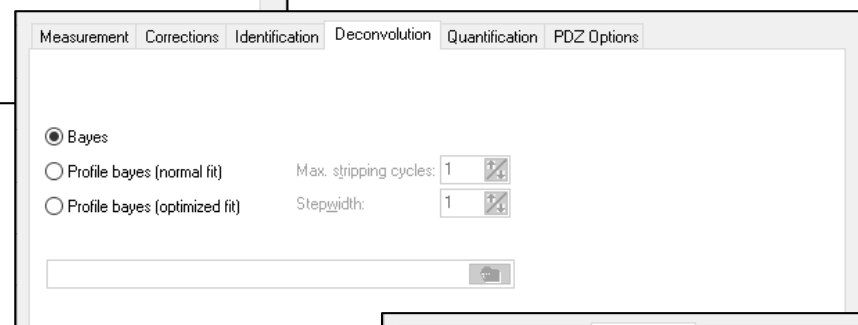 Measurement Corrections Identification Deconvolution Quantification PDZ Options
Bayes
Profile bayes (normal fit) Max. stripping cycles: 1
Profile bayes (optimized fit) Stepwidth: 1